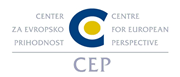 CENTER
ZA EVROPSKO
PRIHODNOST
CENTRE
FOR EUROPEAN
PERSPECTIVE
CEP